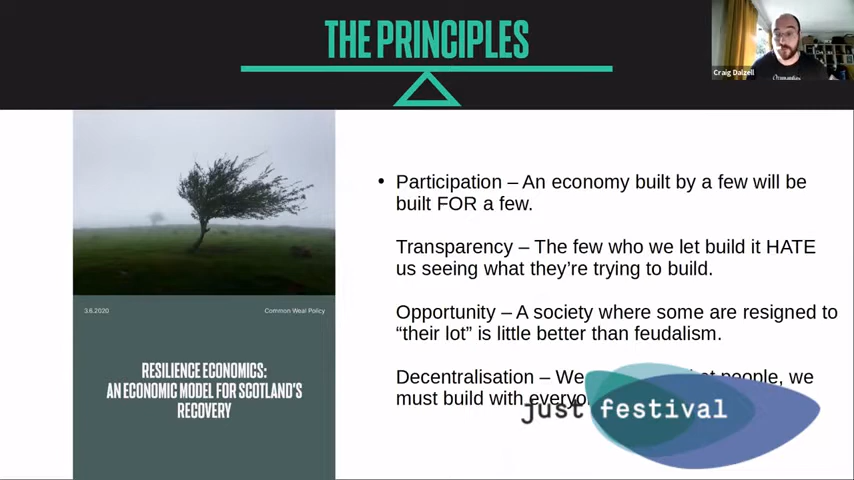 THE PRINCIPLES
Craig Dalzell
3.6.2020
Common Weal Policy
RESILIENCE ECONOMICS:
AN ECONOMIC MODEL FOR SCOTLAND'S
RECOVERY
• Participation – An economy built by a few will be
built FOR a few.
Transparency – The few who we let build it HATE
us seeing what they're trying to build.
Opportunity – A society where some are resigned to
“their lot” is little better than feudalism.
Decentralisation – We people, we
must build with
just festival